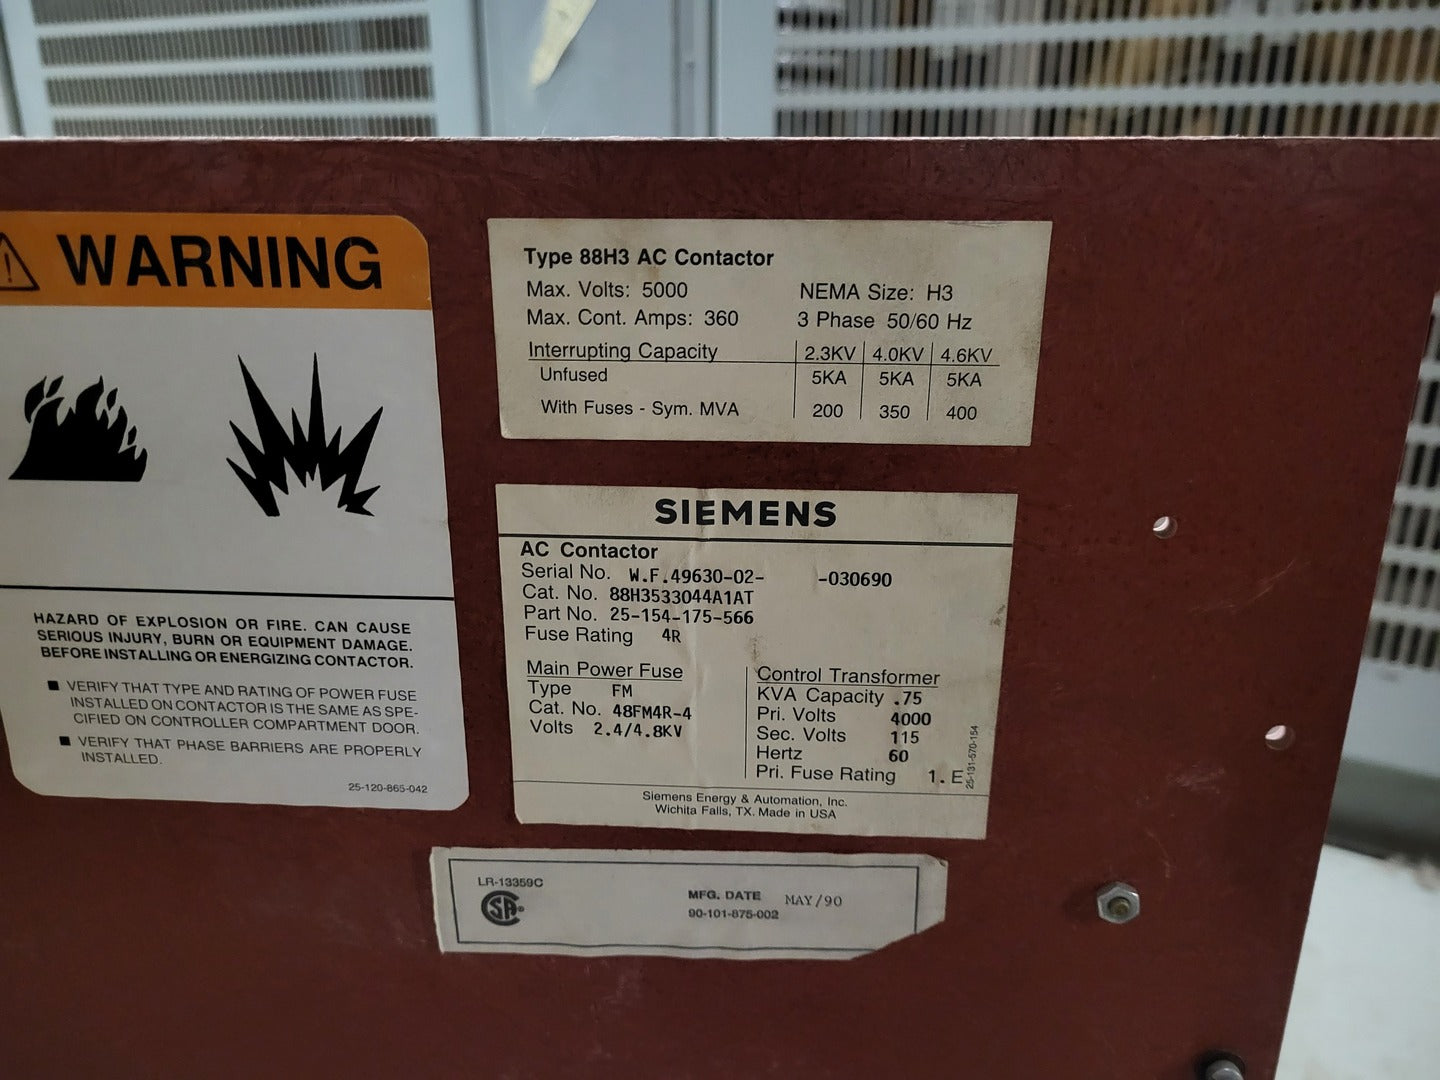 WARNING
HAZARD OF EXPLOSION OR FIRE. CAN CAUSE
SERIOUS INJURY, BURN OR EQUIPMENT DAMAGE.
BEFORE INSTALLING OR ENERGIZING CONTACTOR.
■ VERIFY THAT TYPE AND RATING OF POWER FUSE
INSTALLED ON CONTACTOR IS THE SAME AS SPE-
CIFIED ON CONTROLLER COMPARTMENT DOOR.
■ VERIFY THAT PHASE BARRIERS ARE PROPERLY
INSTALLED.
25-120-865-042
Type 88H3 AC Contactor
Max. Volts: 5000 NEMA Size: H3
Max. Cont. Amps: 360 3 Phase 50/60 Hz
Interrupting Capacity 2.3KV 4.0KV 4.6KV
Unfused 5KA 5KA 5KA
With Fuses - Sym. MVA 200 350 400
SIEMENS
AC Contactor
Serial No. W.F.49630-02- -030690
Cat. No. 88H3533044A1AT
Part No. 25-154-175-566
Fuse Rating 4R
Main Power Fuse
Type FM
Cat. No. 48FM4R-4
Volts 2.4/4.8KV
Control Transformer
KVA Capacity .75
Pri. Volts 4000
Sec. Volts 115
Hertz 60
Pri. Fuse Rating 1.E
25-131-570-154
Siemens Energy & Automation, Inc.
Wichita Falls, TX. Made in USA
LR-13359C
SA®
MFG. DATE MAY/90
90-101-875-002